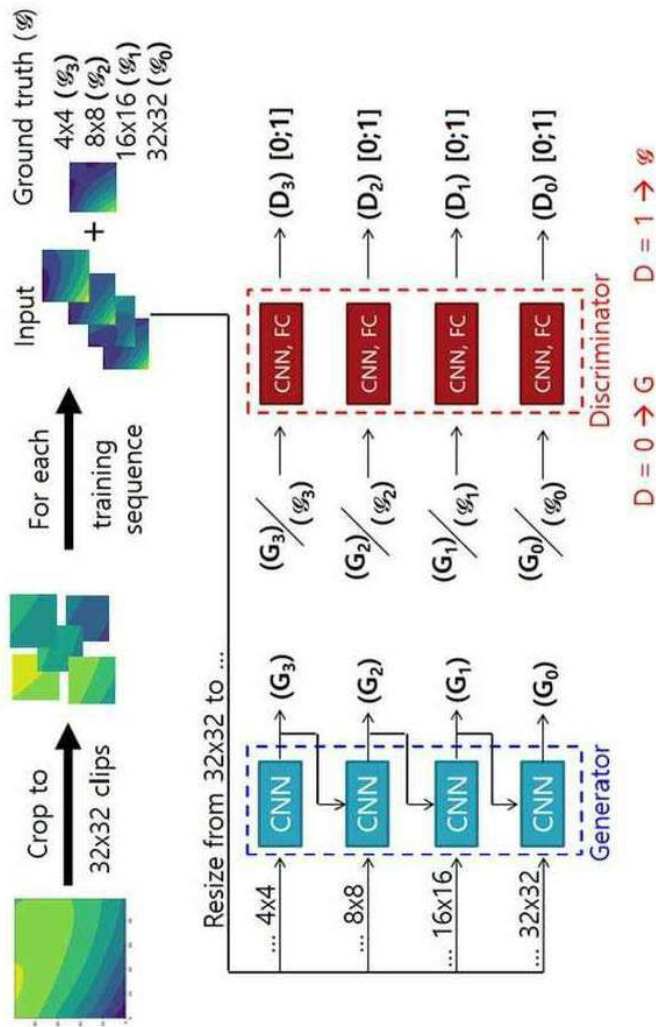 Crop to
32x32 clips
For each
training
sequence
Input
+
Ground truth (𝒢)
4x4 (𝒢₃)
8x8 (𝒢₂)
16x16 (𝒢₁)
32x32 (𝒢₀)
Resize from 32x32 to ...
... 4x4
CNN
(G₃)
(G₃)/(𝒢₃)
CNN, FC
(D₃) [0;1]
... 8x8
CNN
(G₂)
(G₂)/(𝒢₂)
CNN, FC
(D₂) [0;1]
... 16x16
CNN
(G₁)
(G₁)/(𝒢₁)
CNN, FC
(D₁) [0;1]
... 32x32
CNN
(G₀)
(G₀)/(𝒢₀)
CNN, FC
(D₀) [0;1]
Generator
Discriminator
D = 0 → G
D = 1 → 𝒢